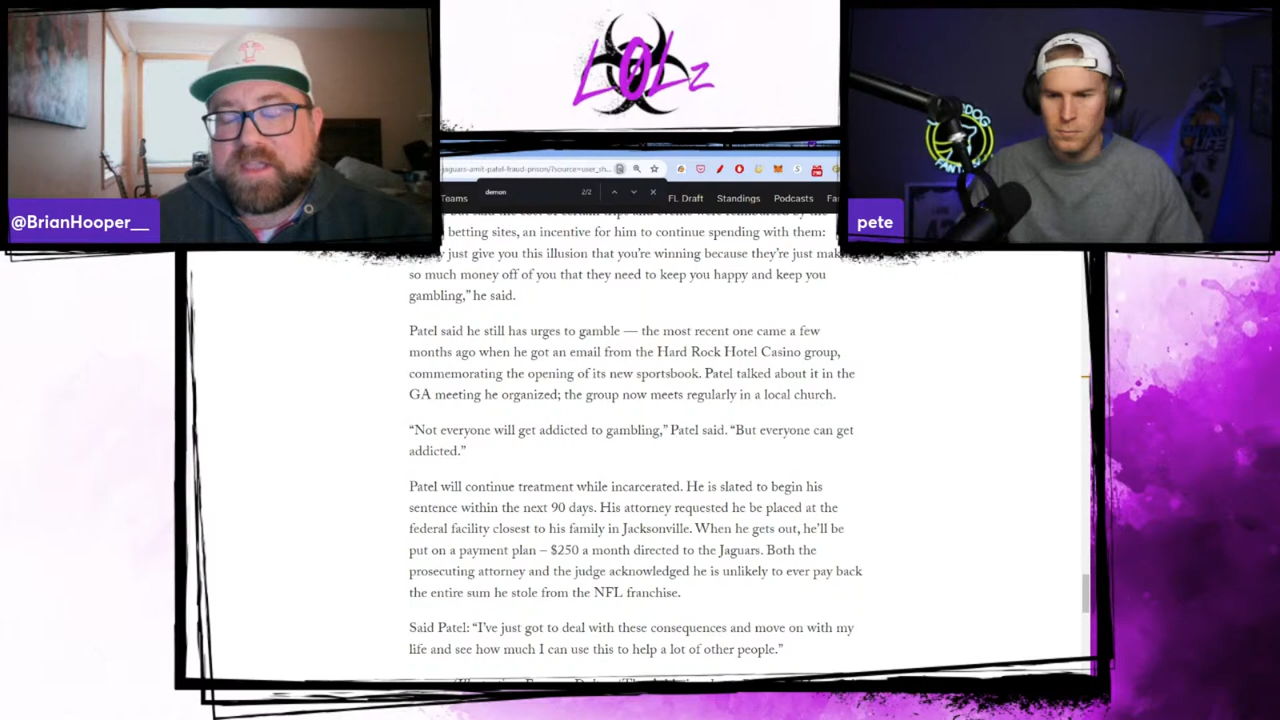 LOLz
@BrianHooper__
pete
jaguars-amit-patel-fraud-prison/?source=user_sh...
demon
2/2
Teams
FL Draft
Standings
Podcasts
Fa
betting sites, an incentive for him to continue spending with them:
just give you this illusion that you're winning because they're just mak
so much money off of you that they need to keep you happy and keep you
gambling," he said.
Patel said he still has urges to gamble — the most recent one came a few
months ago when he got an email from the Hard Rock Hotel Casino group,
commemorating the opening of its new sportsbook. Patel talked about it in the
GA meeting he organized; the group now meets regularly in a local church.
“Not everyone will get addicted to gambling,” Patel said. “But everyone can get
addicted.”
Patel will continue treatment while incarcerated. He is slated to begin his
sentence within the next 90 days. His attorney requested he be placed at the
federal facility closest to his family in Jacksonville. When he gets out, he'll be
put on a payment plan – $250 a month directed to the Jaguars. Both the
prosecuting attorney and the judge acknowledged he is unlikely to ever pay back
the entire sum he stole from the NFL franchise.
Said Patel: “I've just got to deal with these consequences and move on with my
life and see how much I can use this to help a lot of other people.”